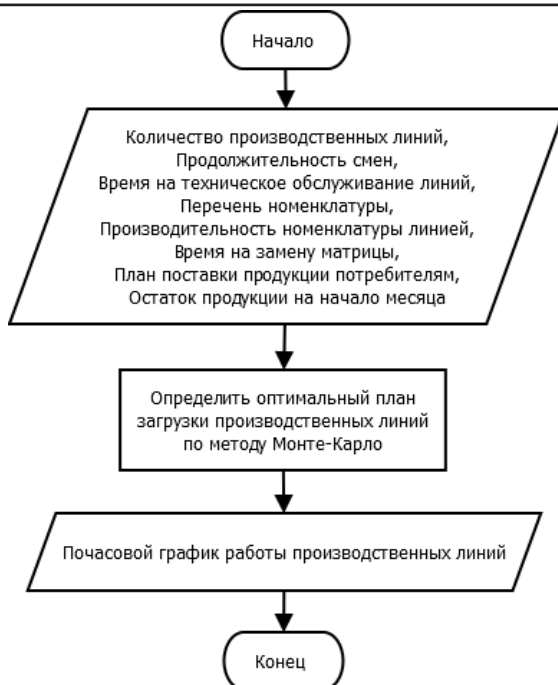 Начало
Количество производственных линий,
Продолжительность смен,
Время на техническое обслуживание линий,
Перечень номенклатуры,
Производительность номенклатуры линией,
Время на замену матрицы,
План поставки продукции потребителям,
Остаток продукции на начало месяца
Определить оптимальный план
загрузки производственных линий
по методу Монте-Карло
Почасовой график работы производственных линий
Конец